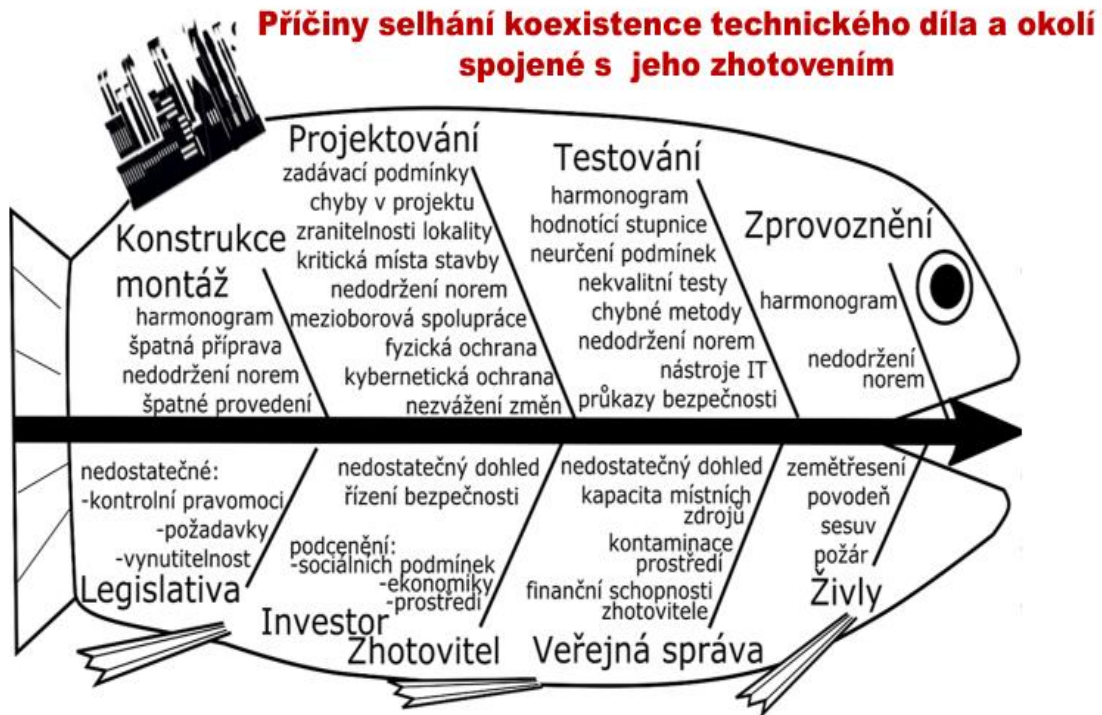 Příčiny selhání koexistence technického díla a okolí
spojené s jeho zhotovením
Konstrukce
montáž
harmonogram
špatná příprava
nedodržení norem
špatné provedení
Projektování
zadávací podmínky
chyby v projektu
zranitelnosti lokality
kritická místa stavby
nedodržení norem
mezioborová spolupráce
fyzická ochrana
kybernetická ochrana
nezvážení změn
Testování
harmonogram
hodnotící stupnice
neurčení podmínek
nekvalitní testy
chybné metody
nedodržení norem
nástroje IT
průkazy bezpečnosti
Zprovoznění
harmonogram
nedodržení
norem
nedostatečné:
-kontrolní pravomoci
-požadavky
-vynutitelnost
Legislativa
nedostatečný dohled
řízení bezpečnosti
podcenění:
-sociálních podmínek
-ekonomiky
-prostředí
Investor
Zhotovitel
nedostatečný dohled
kapacita místních
zdrojů
kontaminace
prostředí
finanční schopnosti
zhotovitele
Veřejná správa
zemětřesení
povodeň
sesuv
požár
Živly